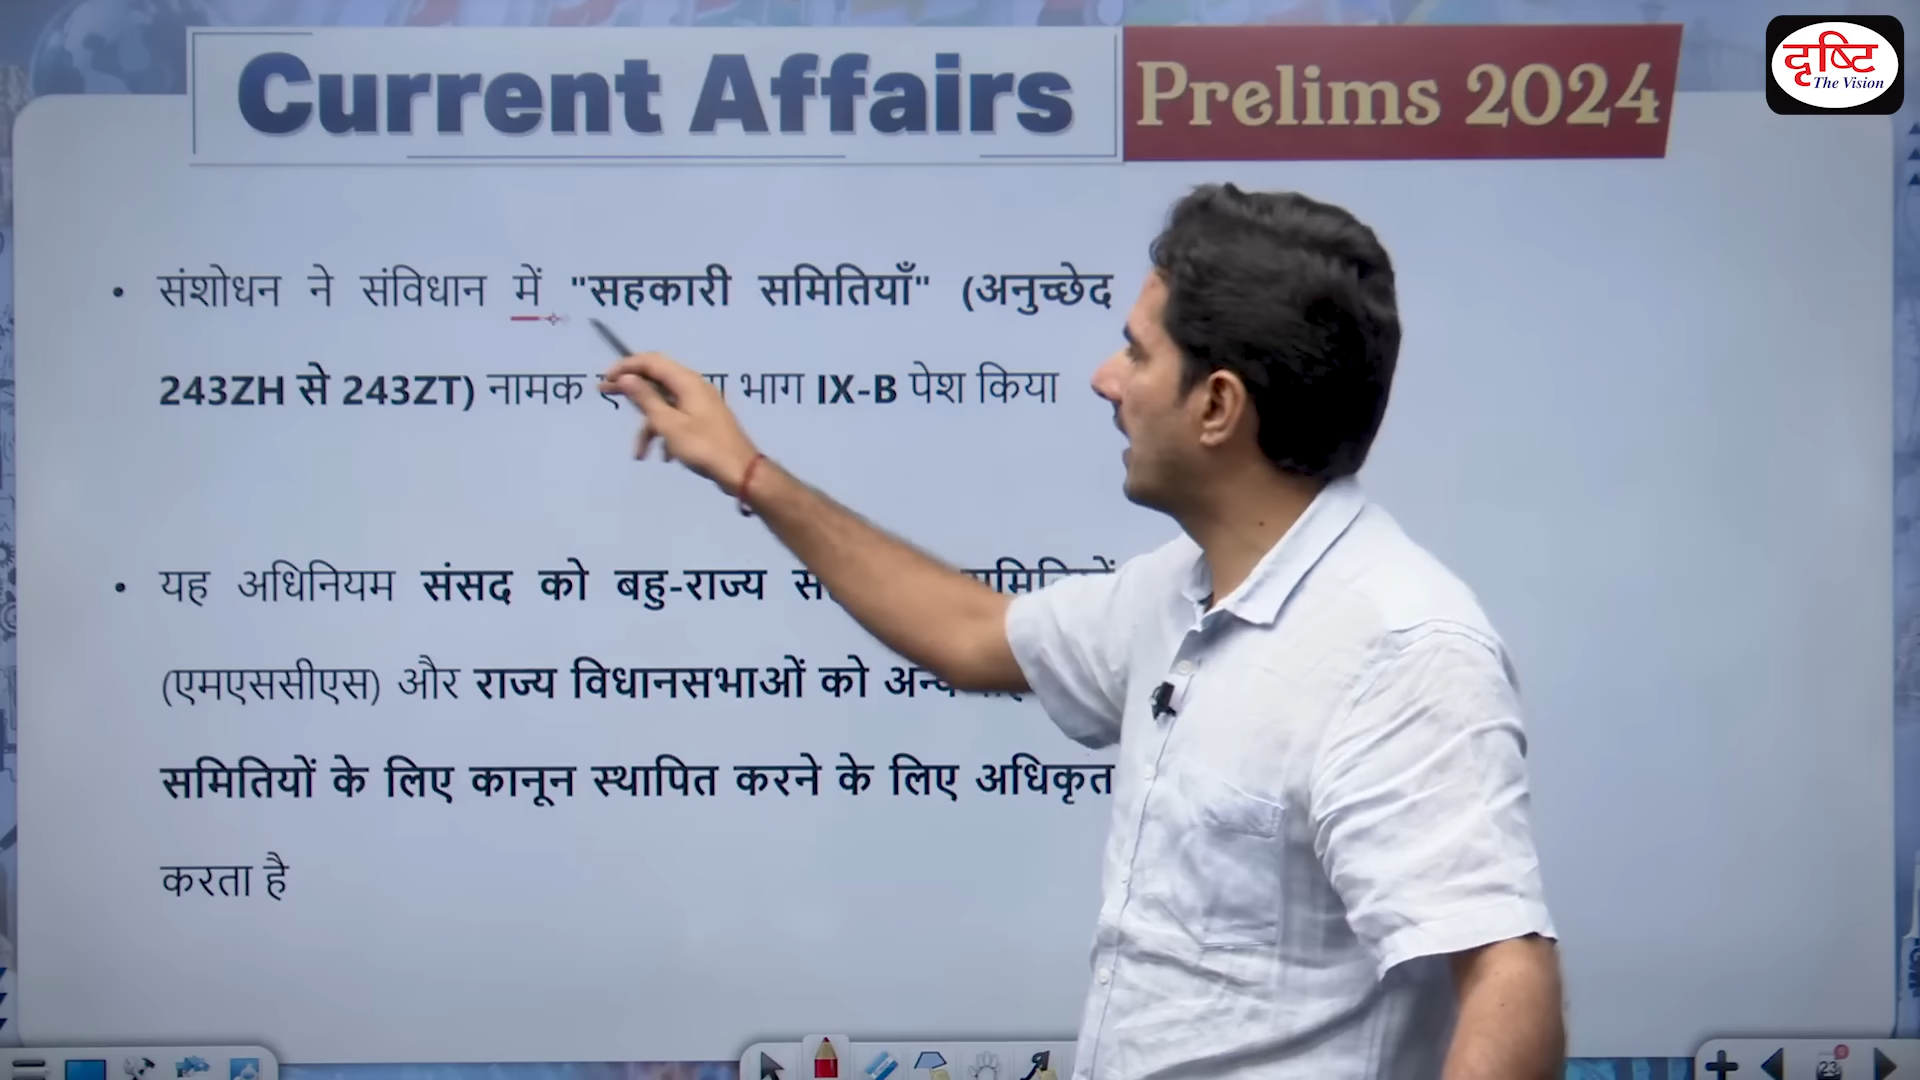 Current Affairs Prelims 2024
दृष्टि
The Vision
• संशोधन ने संविधान में "सहकारी समितियाँ" (अनुच्छेद
243ZH से 243ZT) नामक भाग IX-B पेश किया
• यह अधिनियम संसद को बहु-राज्य
(एमएससीएस) और राज्य विधानसभाओं को
समितियों के लिए कानून स्थापित करने के लिए अधिकृत
करता है
23